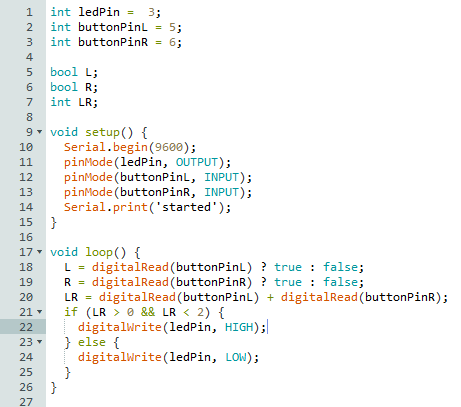 1 int ledPin =  3;
2 int buttonPinL = 5;
3 int buttonPinR = 6;
4
5 bool L;
6 bool R;
7 int LR;
8
9 void setup() {
10   Serial.begin(9600);
11   pinMode(ledPin, OUTPUT);
12   pinMode(buttonPinL, INPUT);
13   pinMode(buttonPinR, INPUT);
14   Serial.print('started');
15 }
16
17 void loop() {
18   L = digitalRead(buttonPinL) ? true : false;
19   R = digitalRead(buttonPinR) ? true : false;
20   LR = digitalRead(buttonPinL) + digitalRead(buttonPinR);
21   if (LR > 0 && LR < 2) {
22     digitalWrite(ledPin, HIGH);
23   } else {
24     digitalWrite(ledPin, LOW);
25   }
26 }
27